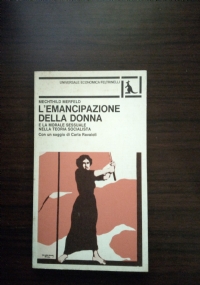 UNIVERSALE ECONOMICA FELTRINELLI
MECHTHILD MERFELD
L'EMANCIPAZIONE
DELLA DONNA
E LA MORALE SESSUALE
NELLA TEORIA SOCIALISTA
Con un saggio di Carla Ravaioli